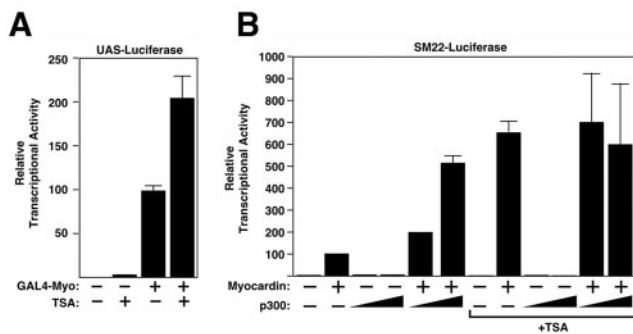 A
UAS-Luciferase
Relative
Transcriptional Activity
250
200
150
100
50
GAL4-Myo: − − + +
TSA: − + − +
B
SM22-Luciferase
Relative
Transcriptional Activity
1000
900
800
700
600
500
400
300
200
100
Myocardin: − + − − + + − + − − + +
p300: − − − −
+TSA